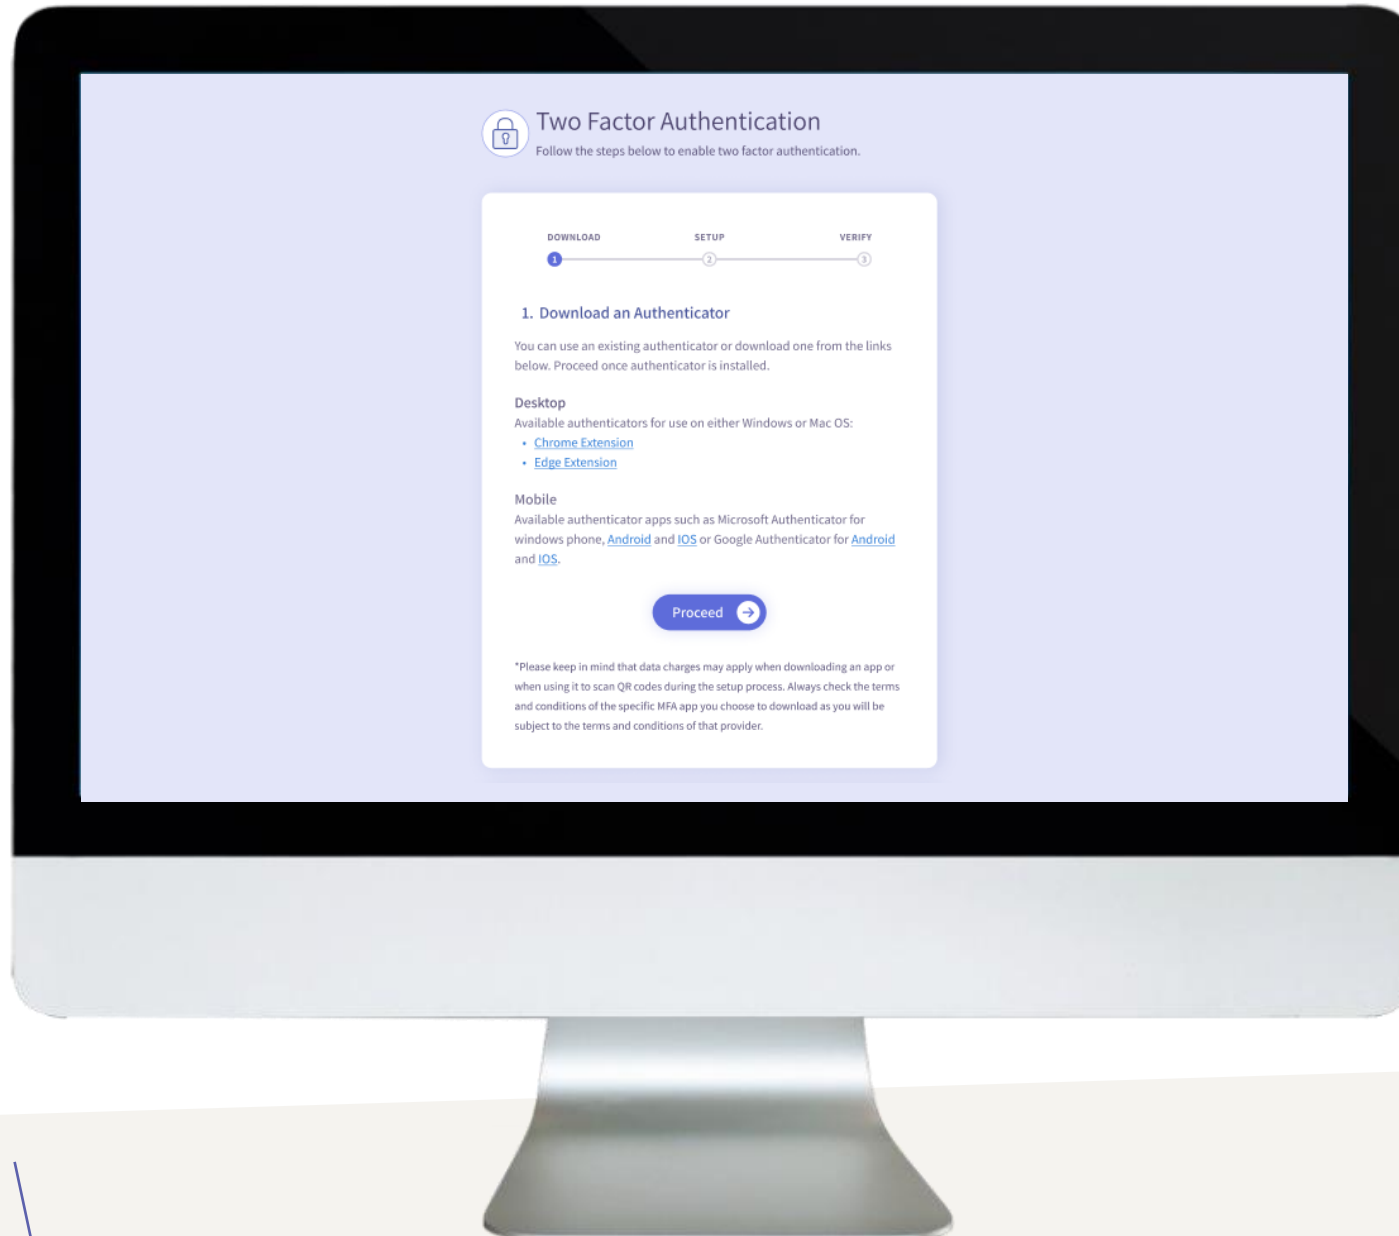 Two Factor Authentication
Follow the steps below to enable two factor authentication.
DOWNLOAD SETUP VERIFY
1 2 3
1. Download an Authenticator
You can use an existing authenticator or download one from the links
below. Proceed once authenticator is installed.
Desktop
Available authenticators for use on either Windows or Mac OS:
• Chrome Extension
• Edge Extension
Mobile
Available authenticator apps such as Microsoft Authenticator for
windows phone, Android and IOS or Google Authenticator for Android
and IOS.
Proceed
*Please keep in mind that data charges may apply when downloading an app or
when using it to scan QR codes during the setup process. Always check the terms
and conditions of the specific MFA app you choose to download as you will be
subject to the terms and conditions of that provider.